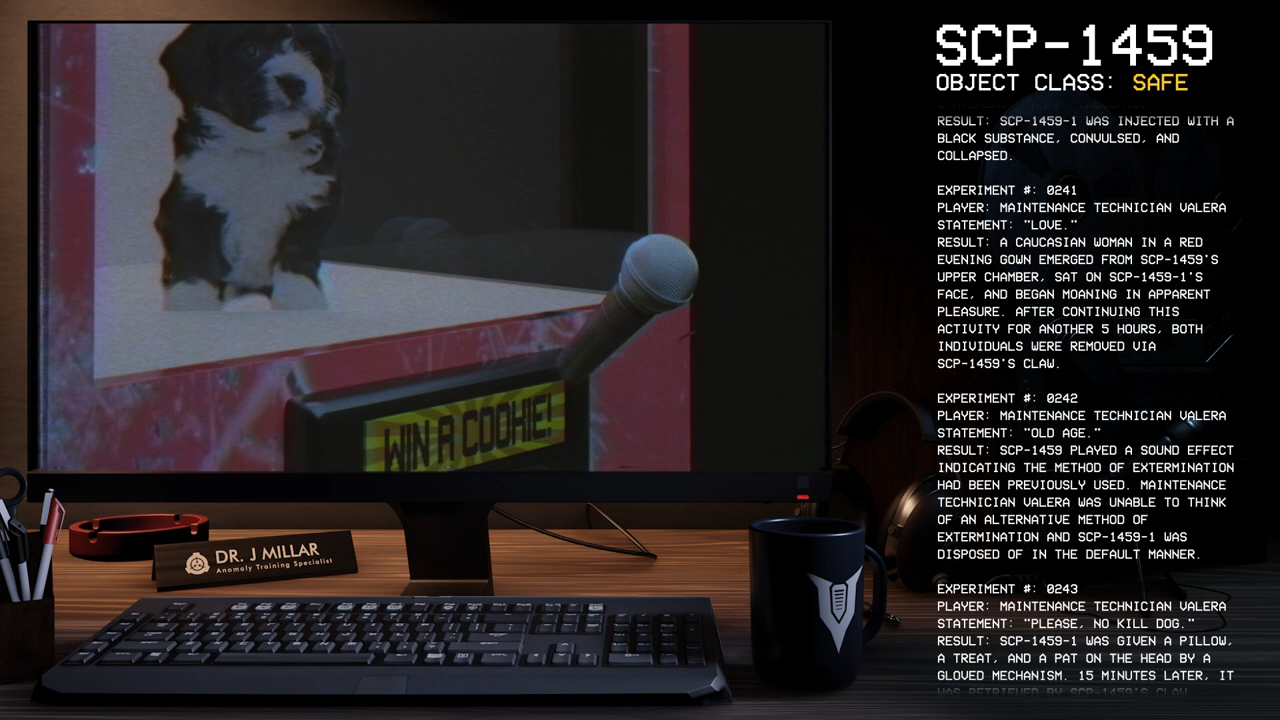 SCP-1459
OBJECT CLASS: SAFE
RESULT: SCP-1459-1 WAS INJECTED WITH A
BLACK SUBSTANCE, CONVULSED, AND
COLLAPSED.
EXPERIMENT #: 0241
PLAYER: MAINTENANCE TECHNICIAN VALERA
STATEMENT: "LOVE."
RESULT: A CAUCASIAN WOMAN IN A RED
EVENING GOWN EMERGED FROM SCP-1459'S
UPPER CHAMBER, SAT ON SCP-1459-1'S
FACE, AND BEGAN MOANING IN APPARENT
PLEASURE. AFTER CONTINUING THIS
ACTIVITY FOR ANOTHER 5 HOURS, BOTH
INDIVIDUALS WERE REMOVED VIA
SCP-1459'S CLAW.
EXPERIMENT #: 0242
PLAYER: MAINTENANCE TECHNICIAN VALERA
STATEMENT: "OLD AGE."
RESULT: SCP-1459 PLAYED A SOUND EFFECT
INDICATING THE METHOD OF EXTERMINATION
HAD BEEN PREVIOUSLY USED. MAINTENANCE
TECHNICIAN VALERA WAS UNABLE TO THINK
OF AN ALTERNATIVE METHOD OF
EXTERMINATION AND SCP-1459-1 WAS
DISPOSED OF IN THE DEFAULT MANNER.
EXPERIMENT #: 0243
PLAYER: MAINTENANCE TECHNICIAN VALERA
STATEMENT: "PLEASE, NO KILL DOG."
RESULT: SCP-1459-1 WAS GIVEN A PILLOW,
A TREAT, AND A PAT ON THE HEAD BY A
GLOVED MECHANISM. 15 MINUTES LATER, IT
WAS RETRIEVED BY SCP-1459'S CLAW
WIN A COOKIE!
DR. J MILLAR
Anomaly Training Specialist